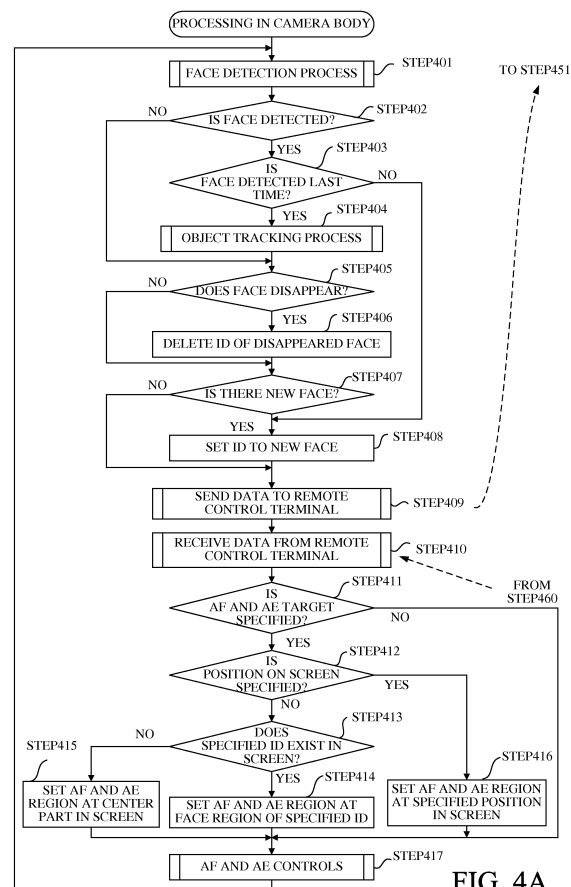 PROCESSING IN CAMERA BODY
FACE DETECTION PROCESS
STEP401
TO STEP451
STEP402
NO
IS FACE DETECTED?
YES
STEP403
IS
FACE DETECTED LAST
TIME?
NO
YES
STEP404
OBJECT TRACKING PROCESS
STEP405
NO
DOES FACE DISAPPEAR?
YES
STEP406
DELETE ID OF DISAPPEARED FACE
STEP407
NO
IS THERE NEW FACE?
YES
STEP408
SET ID TO NEW FACE
SEND DATA TO REMOTE
CONTROL TERMINAL
STEP409
RECEIVE DATA FROM REMOTE
CONTROL TERMINAL
STEP410
STEP411
FROM
STEP460
IS
AF AND AE TARGET
SPECIFIED?
NO
YES
STEP412
IS
POSITION ON SCREEN
SPECIFIED?
YES
NO
STEP413
DOES
SPECIFIED ID EXIST IN
SCREEN?
NO
STEP415
YES
STEP414
STEP416
SET AF AND AE
REGION AT CENTER
PART IN SCREEN
SET AF AND AE REGION AT
FACE REGION OF SPECIFIED ID
SET AF AND AE REGION
AT SPECIFIED POSITION
IN SCREEN
AF AND AE CONTROLS
STEP417
FIG. 4A